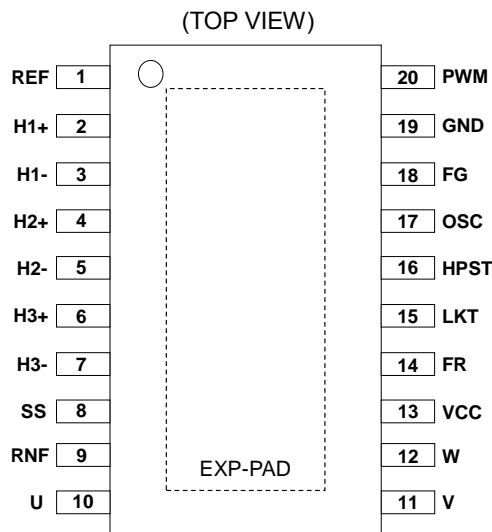 (TOP VIEW)
REF 1 20 PWM
H1+ 2 19 GND
H1- 3 18 FG
H2+ 4 17 OSC
H2- 5 16 HPST
H3+ 6 15 LKT
H3- 7 14 FR
SS 8 13 VCC
RNF 9 12 W
EXP-PAD
U 10 11 V